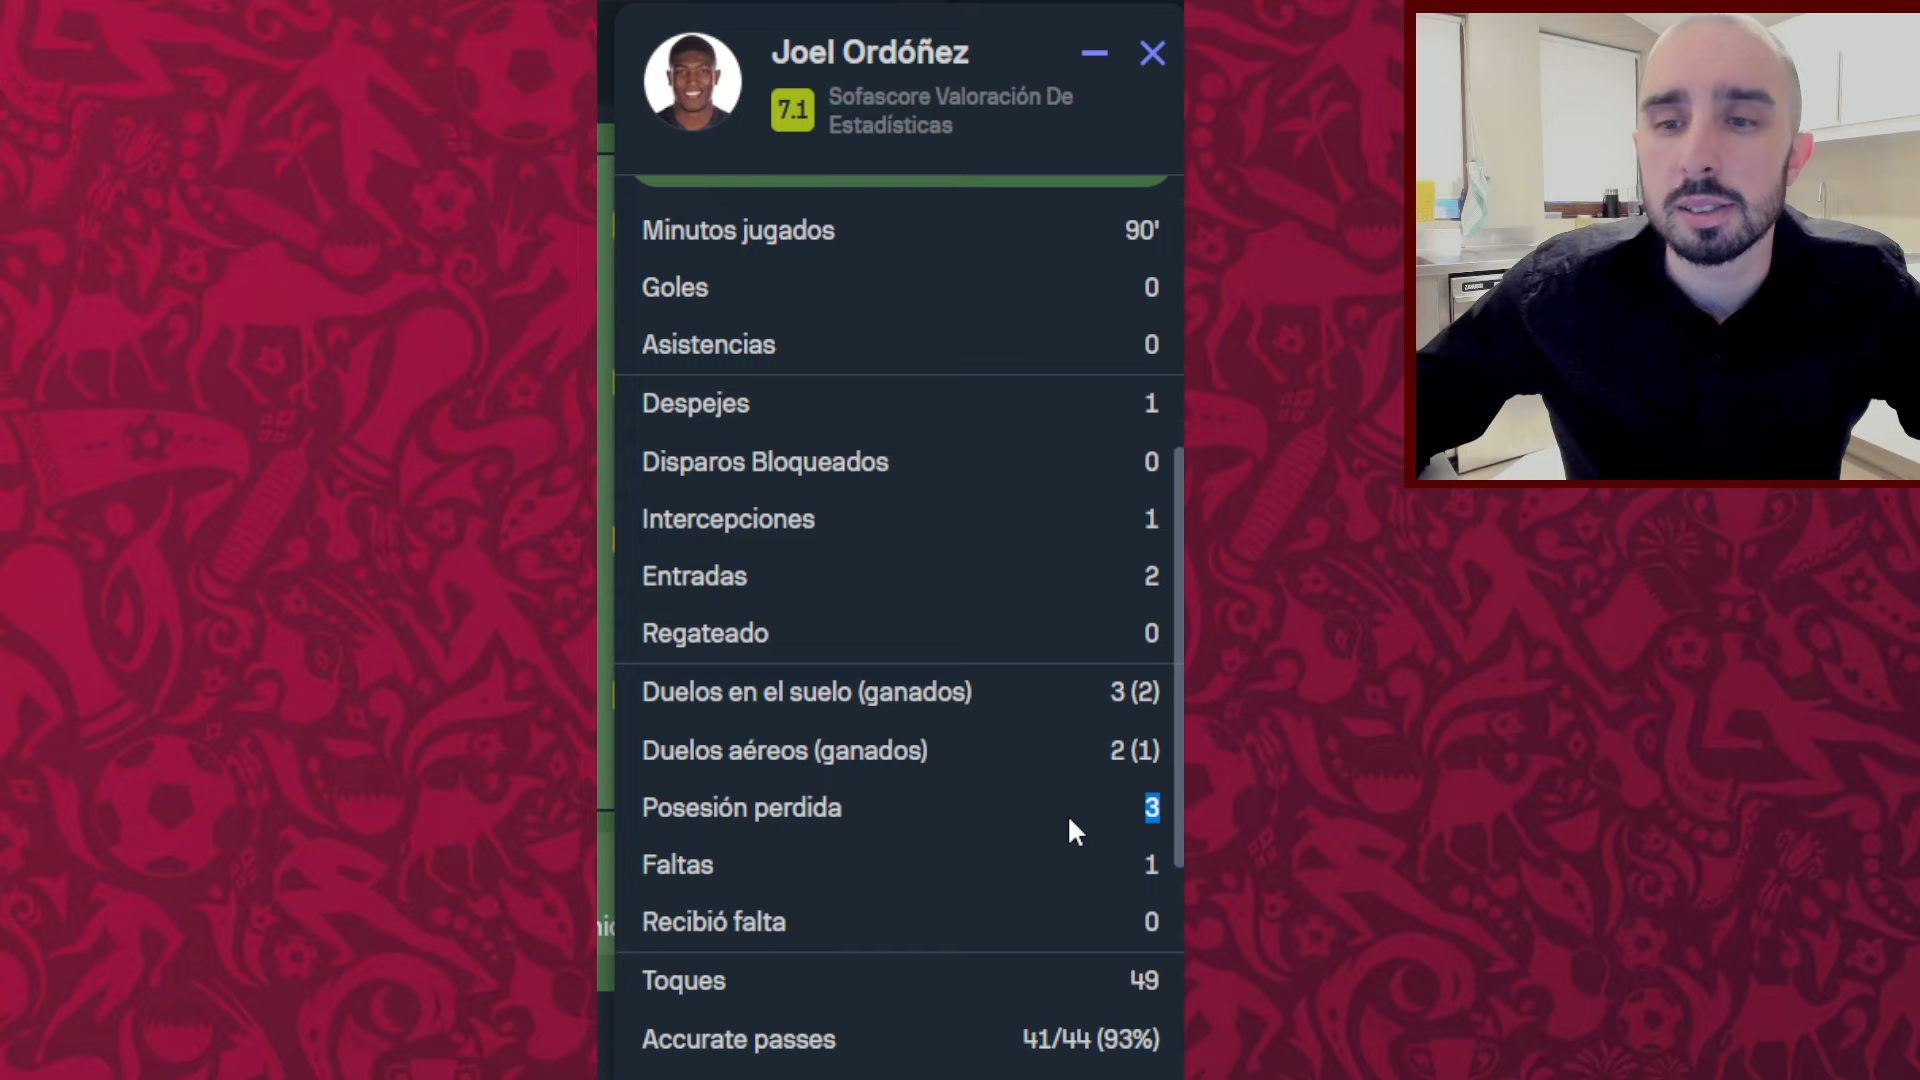 Joel Ordóñez
7.1
Sofascore Valoración De
Estadísticas
Minutos jugados 90'
Goles 0
Asistencias 0
Despejes 1
Disparos Bloqueados 0
Intercepciones 1
Entradas 2
Regateado 0
Duelos en el suelo (ganados) 3 (2)
Duelos aéreos (ganados) 2 (1)
Posesión perdida 3
Faltas 1
Recibió falta 0
Toques 49
Accurate passes 41/44 (93%)